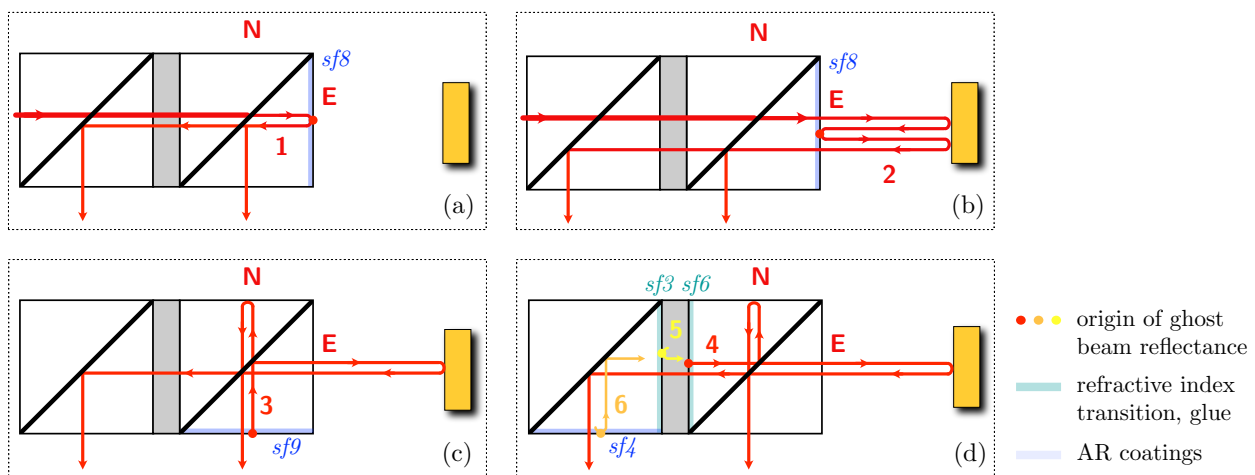 N
sf8
E
1
(a)
N
sf8
E
2
(b)
N
E
3
sf9
(c)
sf3 sf6
N
5
4
E
6
sf4
(d)
origin of ghost
beam reflectance
refractive index
transition, glue
AR coatings